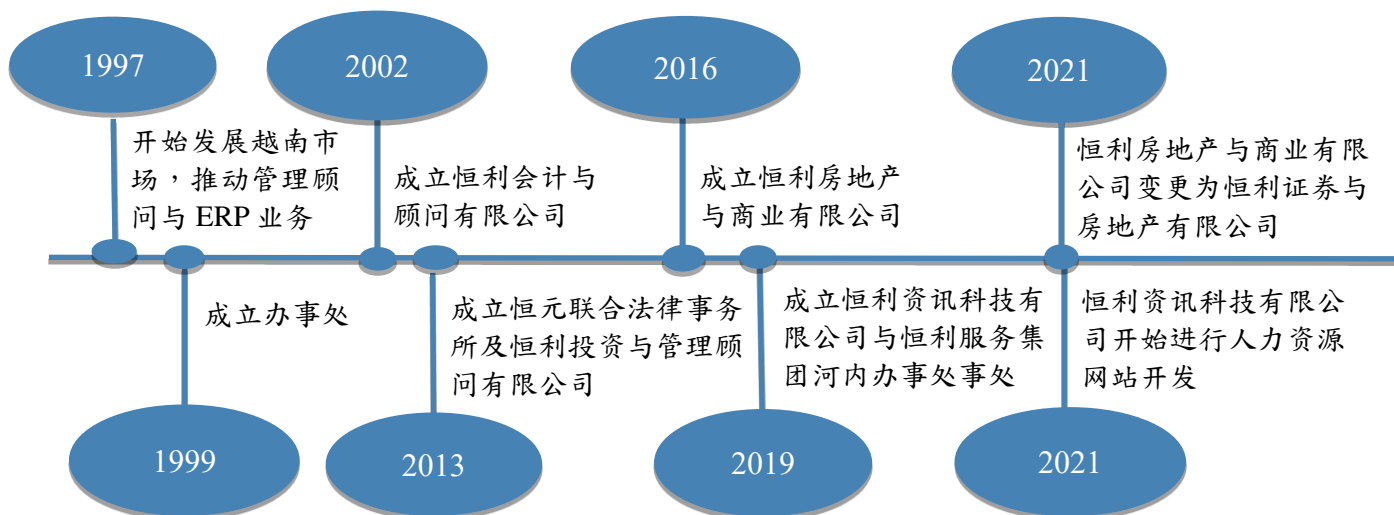 1997
2002
2016
2021
开始发展越南市
场，推动管理顾
问与 ERP 业务
成立恒利会计与
顾问有限公司
成立恒利房地产
与商业有限公司
恒利房地产与商业有限
公司变更为恒利证券与
房地产有限公司
成立办事处
成立恒元联合法律事务
所及恒利投资与管理顾
问有限公司
成立恒利资讯科技有
限公司与恒利服务集
团河内办事处事处
恒利资讯科技有限公
司开始进行人力资源
网站开发
1999
2013
2019
2021